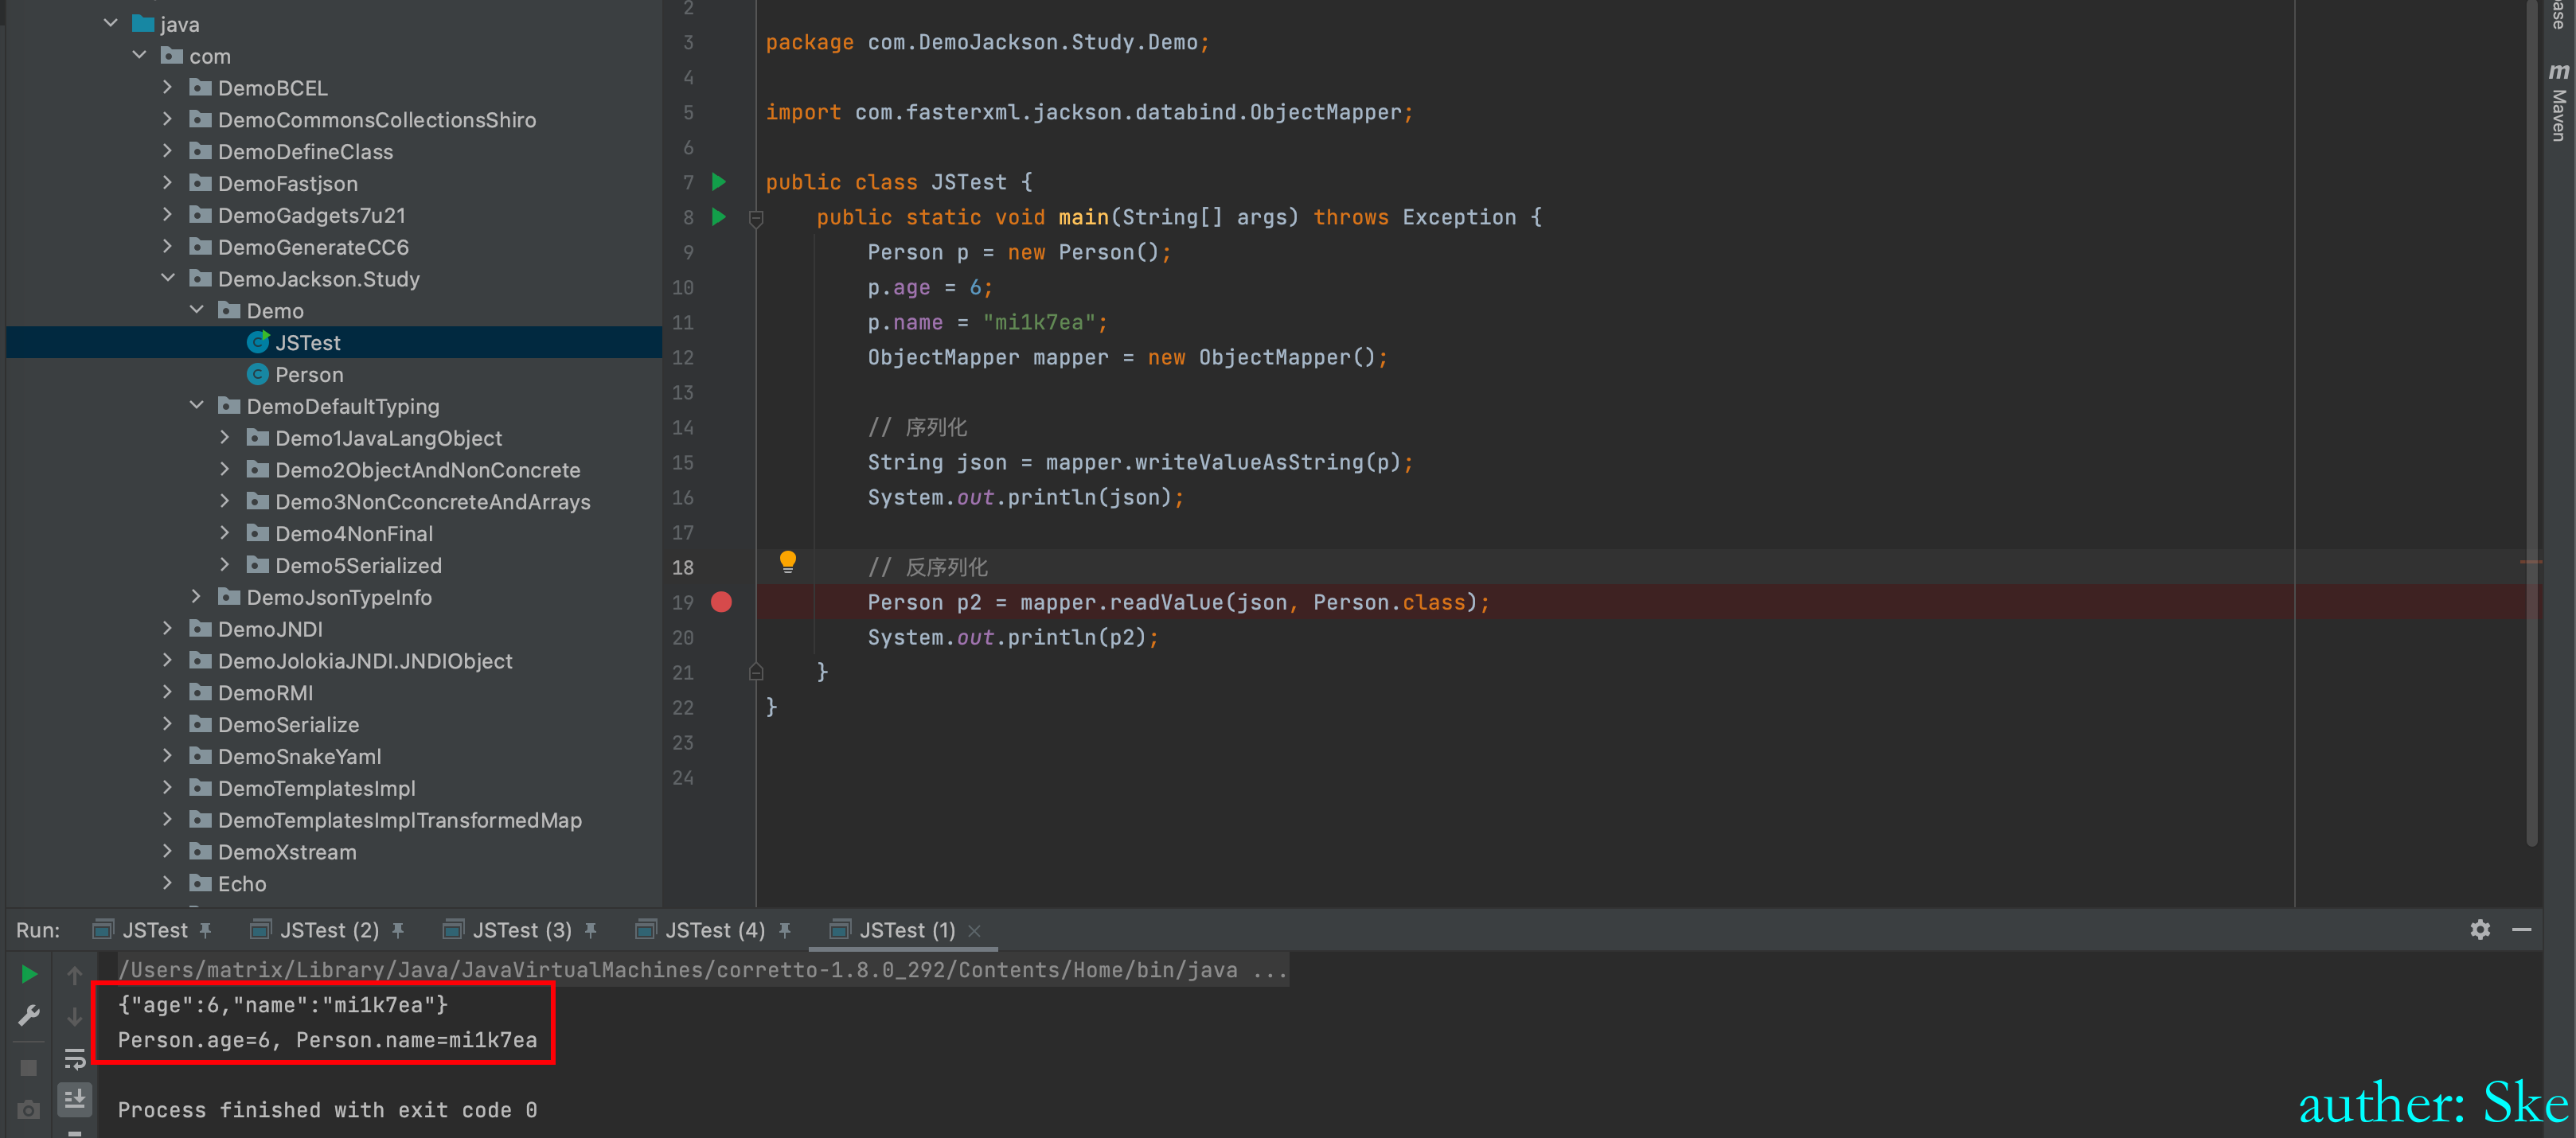 java
com
DemoBCEL
DemoCommonsCollectionsShiro
DemoDefineClass
DemoFastjson
DemoGadgets7u21
DemoGenerateCC6
DemoJackson.Study
Demo
JSTest
Person
DemoDefaultTyping
Demo1JavaLangObject
Demo2ObjectAndNonConcrete
Demo3NonCconcreteAndArrays
Demo4NonFinal
Demo5Serialized
DemoJsonTypeInfo
DemoJNDI
DemoJolokiaJNDI.JNDIObject
DemoRMI
DemoSerialize
DemoSnakeYaml
DemoTemplatesImpl
DemoTemplatesImplTransformedMap
DemoXstream
Echo
2
3 package com.DemoJackson.Study.Demo;
4
5 import com.fasterxml.jackson.databind.ObjectMapper;
6
7 public class JSTest {
8 public static void main(String[] args) throws Exception {
9 Person p = new Person();
10 p.age = 6;
11 p.name = "mi1k7ea";
12 ObjectMapper mapper = new ObjectMapper();
13
14 // 序列化
15 String json = mapper.writeValueAsString(p);
16 System.out.println(json);
17
18 // 反序列化
19 Person p2 = mapper.readValue(json, Person.class);
20 System.out.println(p2);
21 }
22 }
23
24
base
m Maven
Run: JSTest JSTest (2) JSTest (3) JSTest (4) JSTest (1)
/Users/matrix/Library/Java/JavaVirtualMachines/corretto-1.8.0_292/Contents/Home/bin/java ...
{"age":6,"name":"mi1k7ea"}
Person.age=6, Person.name=mi1k7ea
Process finished with exit code 0
auther: Ske